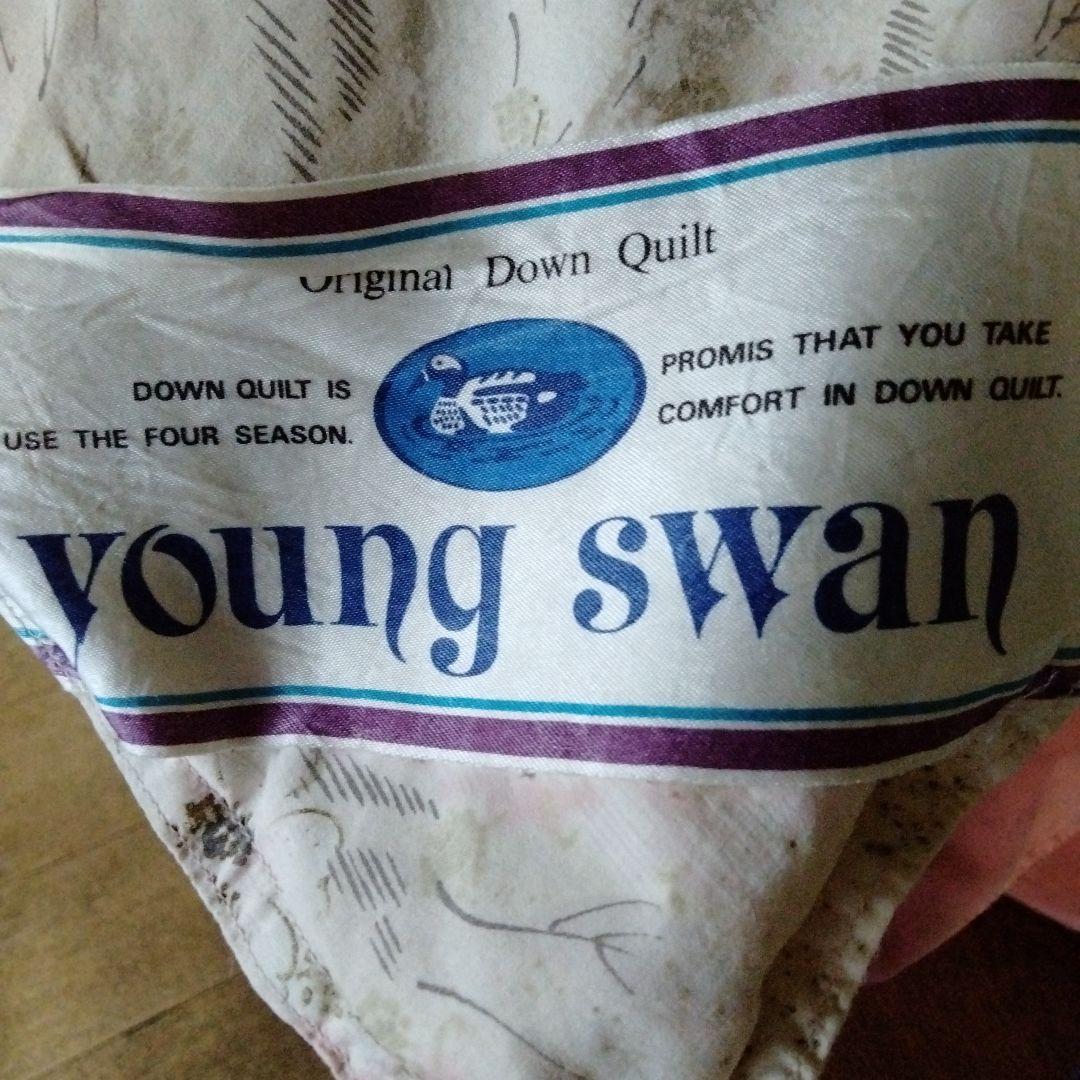 Original Down Quilt
DOWN QUILT IS
USE THE FOUR SEASON.
PROMIS THAT YOU TAKE
COMFORT IN DOWN QUILT.
young swan